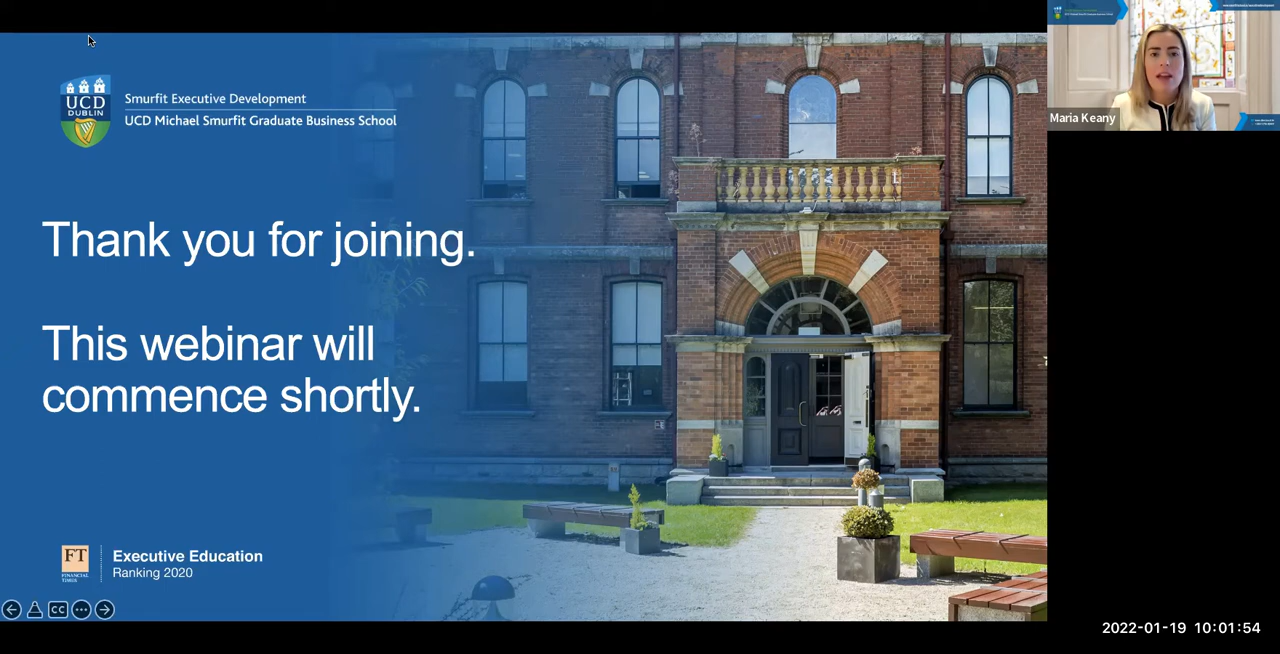 UCD
DUBLIN
Smurfit Executive Development
UCD Michael Smurfit Graduate Business School
Thank you for joining.
This webinar will
commence shortly.
FT
FINANCIAL
TIMES
Executive Education
Ranking 2020
CC
Maria Keany
2022-01-19 10:01:54